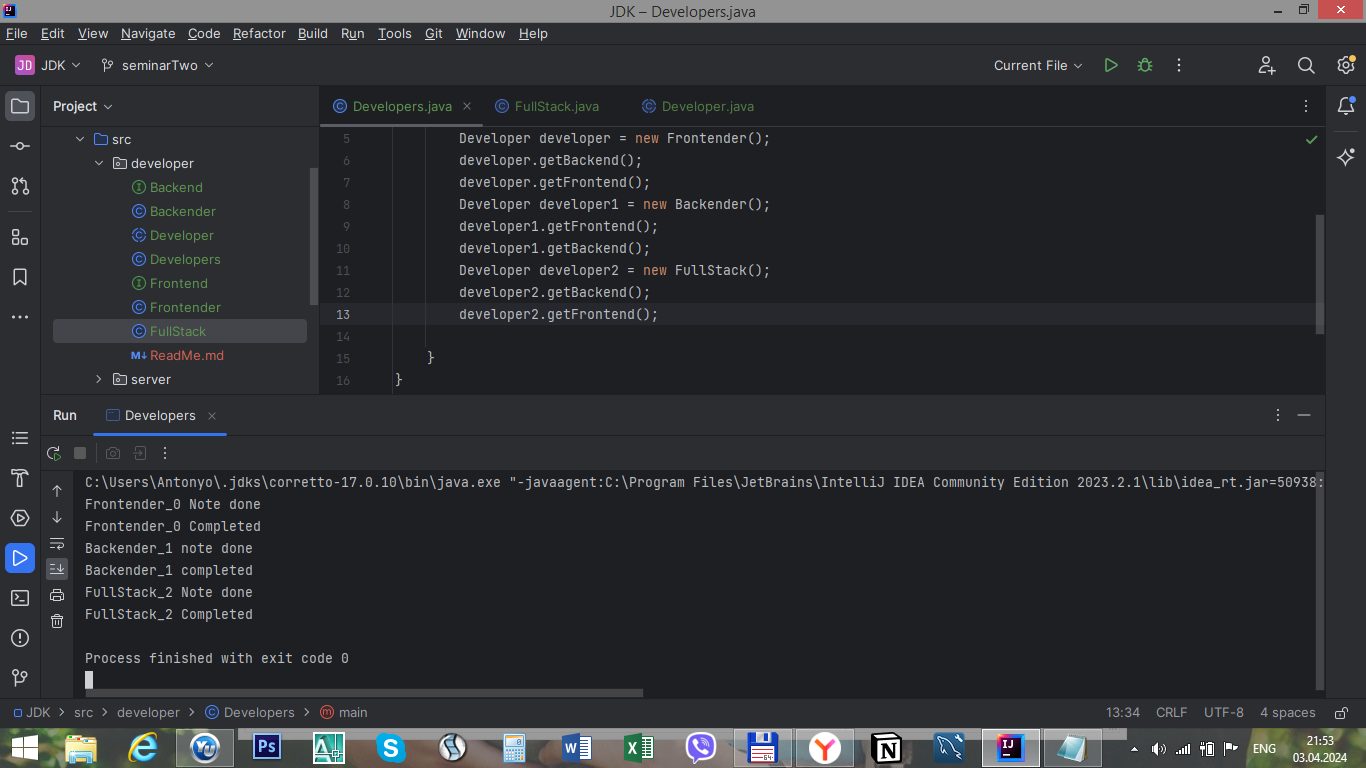 JDK – Developers.java
File Edit View Navigate Code Refactor Build Run Tools Git Window Help
JD JDK seminarTwo Current File
Project Developers.java FullStack.java Developer.java
src
developer
Backend
Backender
Developer
Developers
Frontend
Frontender
FullStack
M↓ ReadMe.md
server
5 Developer developer = new Frontender();
6 developer.getBackend();
7 developer.getFrontend();
8 Developer developer1 = new Backender();
9 developer1.getFrontend();
10 developer1.getBackend();
11 Developer developer2 = new FullStack();
12 developer2.getBackend();
13 developer2.getFrontend();
14
15 }
16 }
Run Developers
C:\Users\Antonyo\.jdks\corretto-17.0.10\bin\java.exe "-javaagent:C:\Program Files\JetBrains\IntelliJ IDEA Community Edition 2023.2.1\lib\idea_rt.jar=50938:
Frontender_0 Note done
Frontender_0 Completed
Backender_1 note done
Backender_1 completed
FullStack_2 Note done
FullStack_2 Completed
Process finished with exit code 0
JDK > src > developer > Developers > main 13:34 CRLF UTF-8 4 spaces
ENG 21:53
03.04.2024